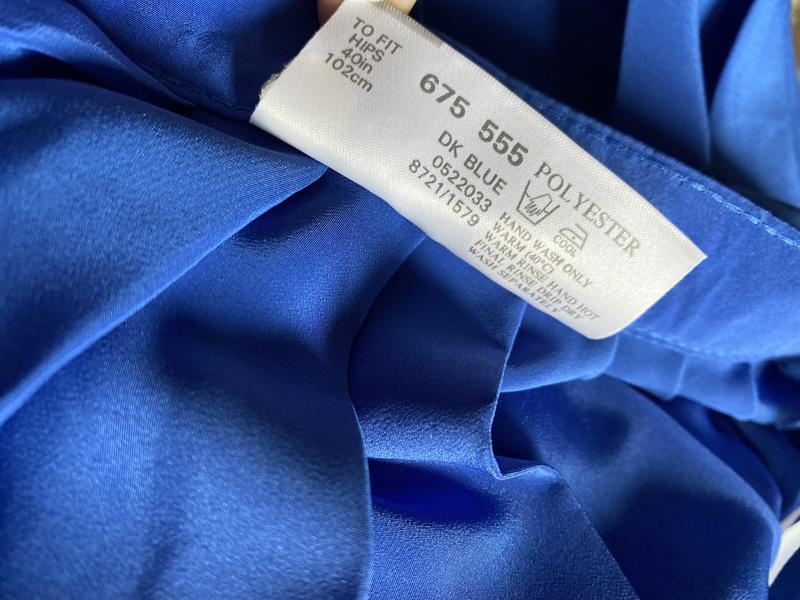 TO FIT
HIPS
40in
102cm
675 555
DK BLUE
0522033
8721/1579
POLYESTER
COOL
HAND WASH ONLY
WARM (40°C)
WARM RINSE HAND HOT
FINAL RINSE DRIP DRY
WASH SEPARATELY